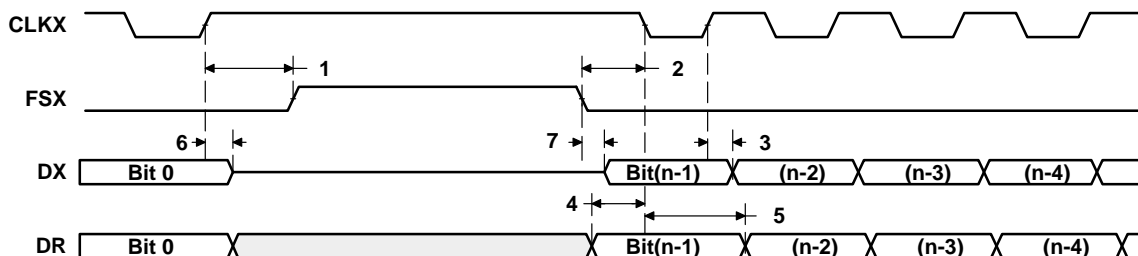 CLKX
1 2
FSX
6 7 3
DX Bit 0 Bit(n-1) (n-2) (n-3) (n-4)
4 5
DR Bit 0 Bit(n-1) (n-2) (n-3) (n-4)